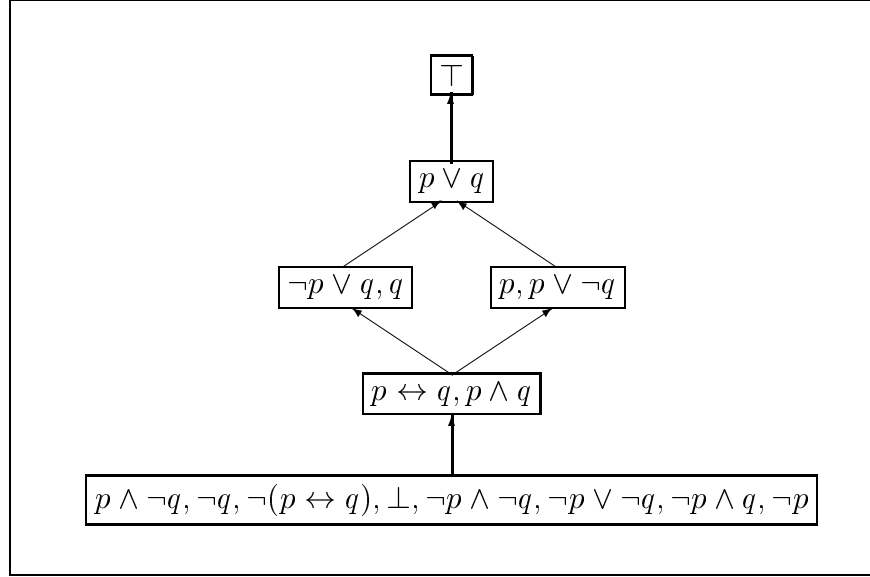 ⊤
p ∨ q
¬p ∨ q, q
p, p ∨ ¬q
p ↔ q, p ∧ q
p ∧ ¬q, ¬q, ¬(p ↔ q), ⊥, ¬p ∧ ¬q, ¬p ∨ ¬q, ¬p ∧ q, ¬p